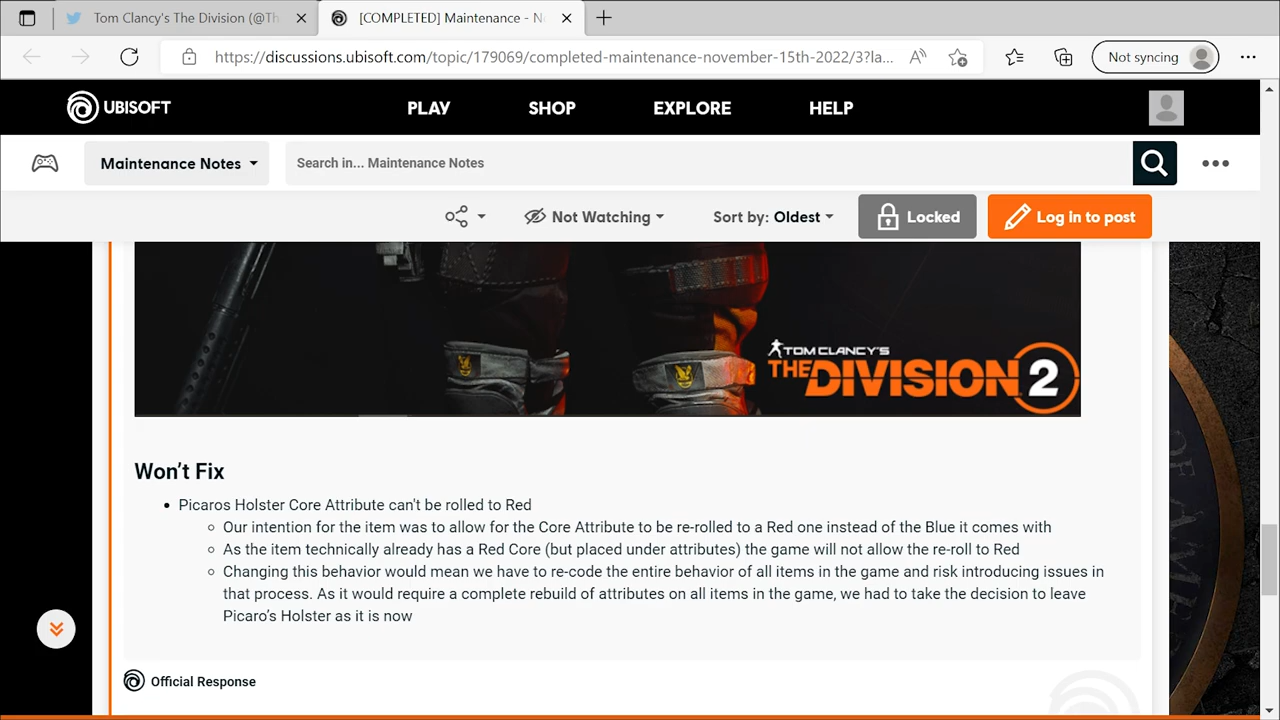 Tom Clancy's The Division (@Th
[COMPLETED] Maintenance - N
https://discussions.ubisoft.com/topic/179069/completed-maintenance-november-15th-2022/3?la...
Not syncing
UBISOFT
PLAY
SHOP
EXPLORE
HELP
Maintenance Notes
Search in... Maintenance Notes
Not Watching
Sort by: Oldest
Locked
Log in to post
TOM CLANCY'S
THE DIVISION 2
Won't Fix
Picaros Holster Core Attribute can't be rolled to Red
Our intention for the item was to allow for the Core Attribute to be re-rolled to a Red one instead of the Blue it comes with
As the item technically already has a Red Core (but placed under attributes) the game will not allow the re-roll to Red
Changing this behavior would mean we have to re-code the entire behavior of all items in the game and risk introducing issues in
that process. As it would require a complete rebuild of attributes on all items in the game, we had to take the decision to leave
Picaro's Holster as it is now
Official Response